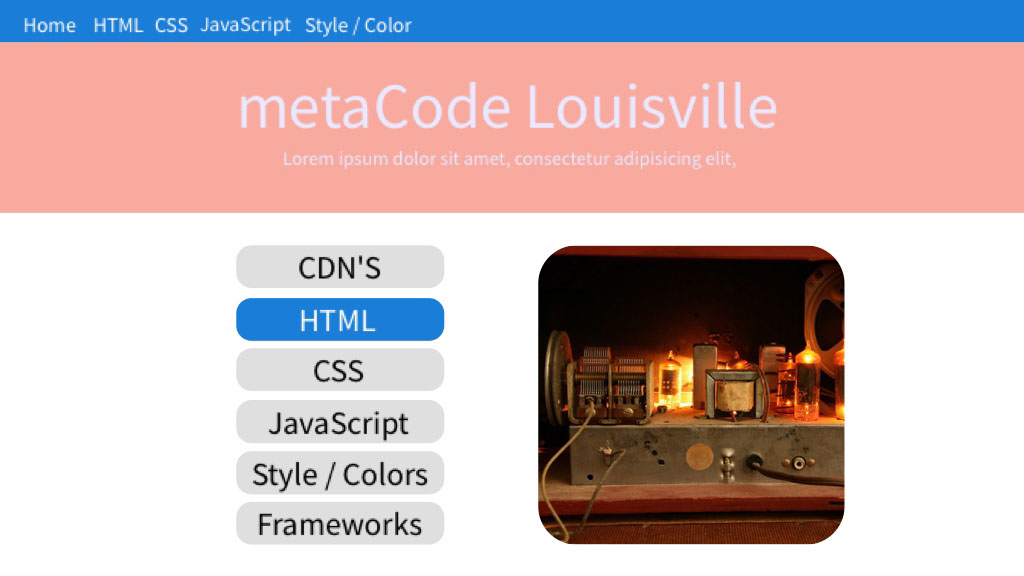 Home HTML CSS JavaScript Style / Color
metaCode Louisville
Lorem ipsum dolor sit amet, consectetur adipisicing elit,
CDN'S
HTML
CSS
JavaScript
Style / Colors
Frameworks